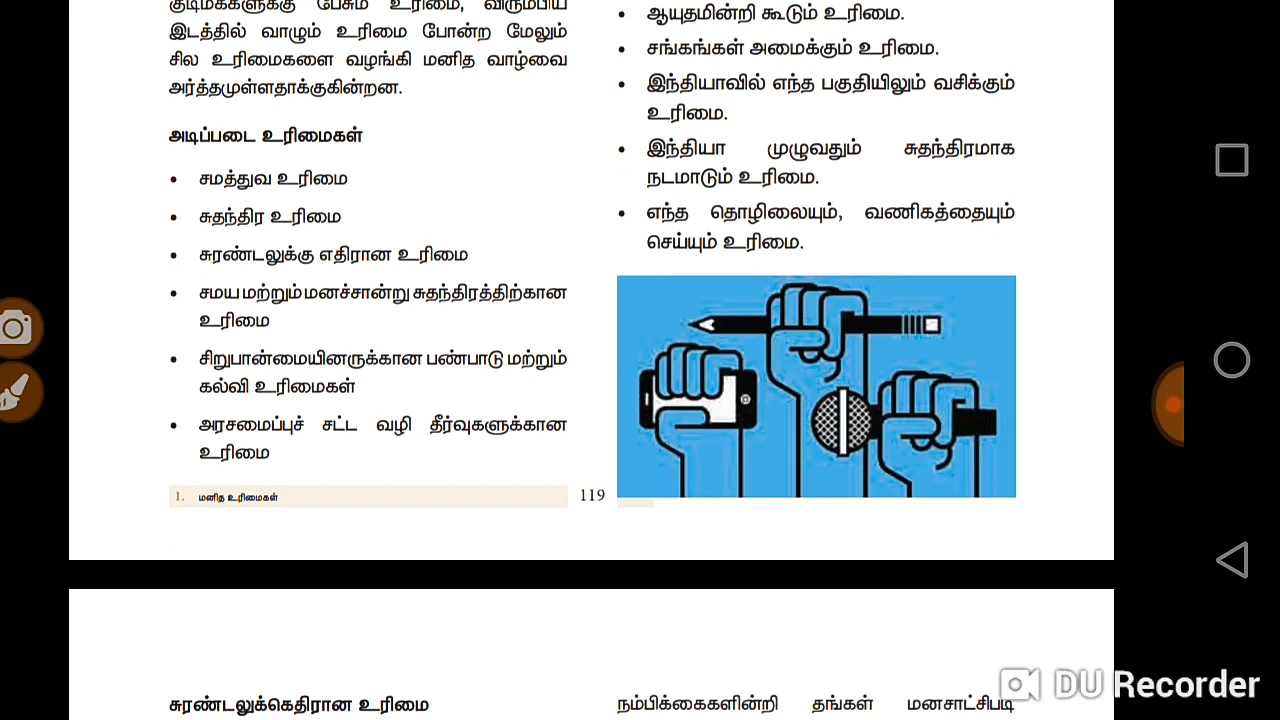 குடிமக்களுக்கு பேசும் உரிமை, விரும்பிய
இடத்தில் வாழும் உரிமை போன்ற மேலும்
சில உரிமைகளை வழங்கி மனித வாழ்வை
அர்த்தமுள்ளதாக்குகின்றன.
அடிப்படை உரிமைகள்
• சமத்துவ உரிமை
• சுதந்திர உரிமை
• சுரண்டலுக்கு எதிரான உரிமை
• சமய மற்றும் மனச்சான்று சுதந்திரத்திற்கான
உரிமை
• சிறுபான்மையினருக்கான பண்பாடு மற்றும்
கல்வி உரிமைகள்
• அரசமைப்புச் சட்ட வழி தீர்வுகளுக்கான
உரிமை
• ஆயுதமின்றி கூடும் உரிமை.
• சங்கங்கள் அமைக்கும் உரிமை.
• இந்தியாவில் எந்த பகுதியிலும் வசிக்கும்
உரிமை.
• இந்தியா முழுவதும் சுதந்திரமாக
நடமாடும் உரிமை.
• எந்த தொழிலையும், வணிகத்தையும்
செய்யும் உரிமை.
1. மனித உரிமைகள்
119
சுரண்டலுக்கெதிரான உரிமை
நம்பிக்கைகளின்றி தங்கள் மனசாட்சிபடி
DU Recorder